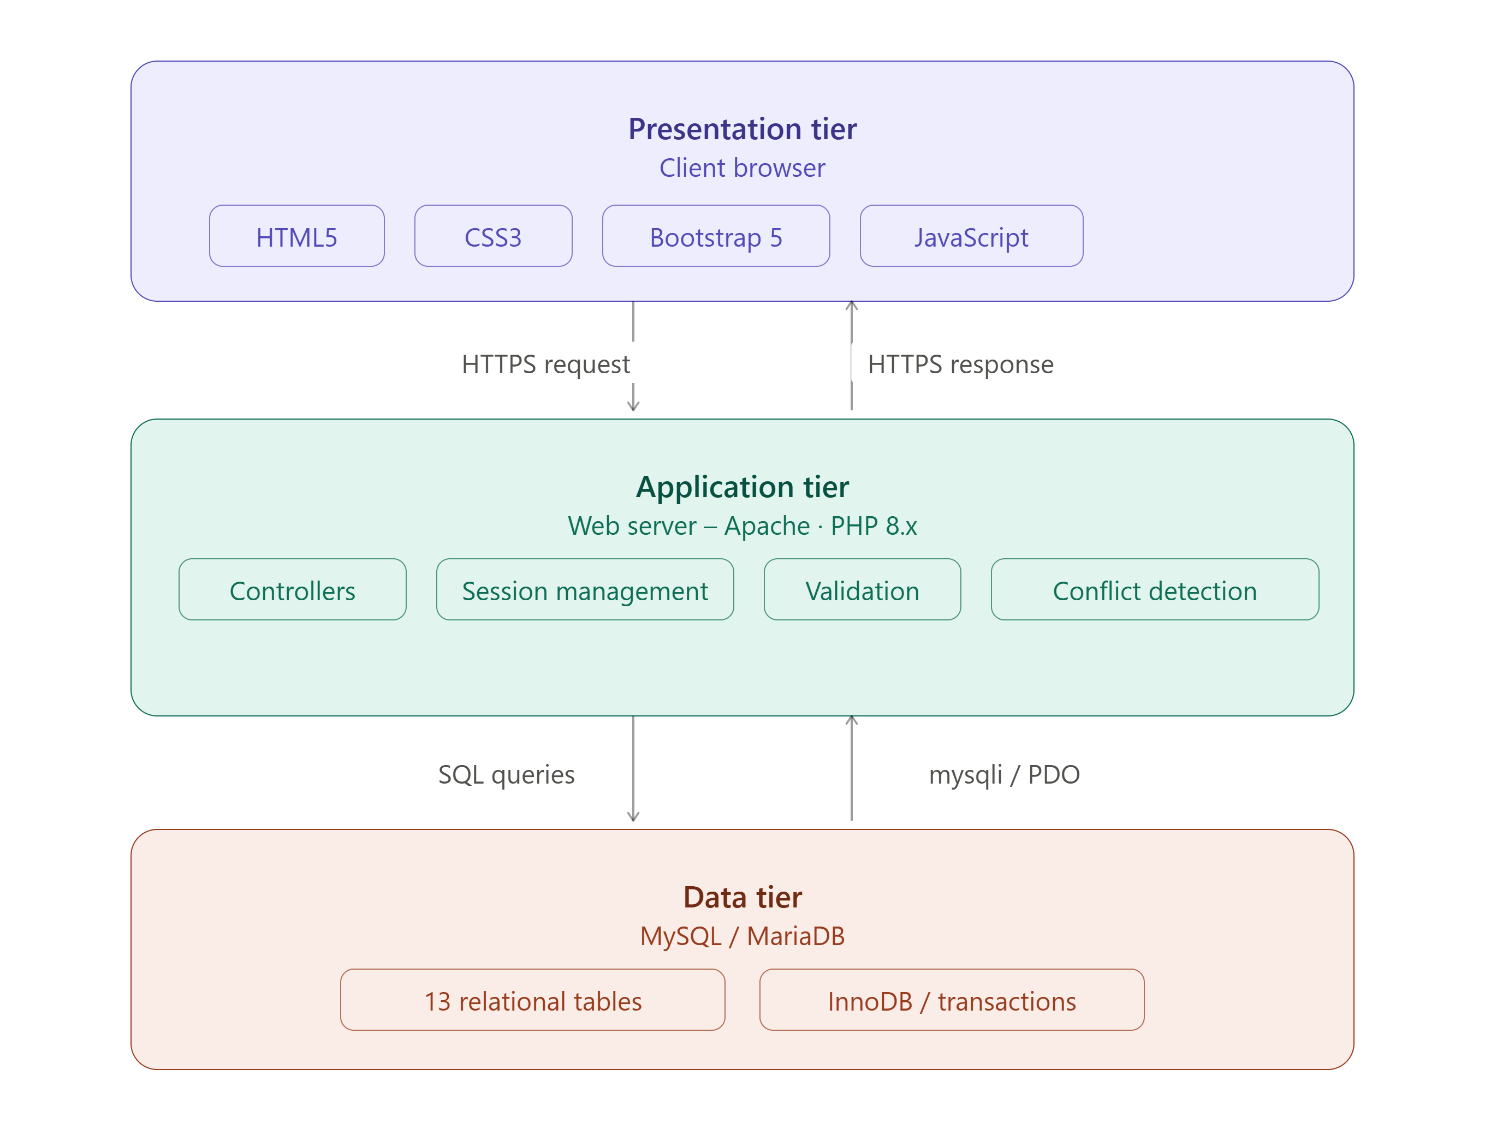 Presentation tier
Client browser
HTML5
CSS3
Bootstrap 5
JavaScript
HTTPS request
HTTPS response
Application tier
Web server – Apache · PHP 8.x
Controllers
Session management
Validation
Conflict detection
SQL queries
mysqli / PDO
Data tier
MySQL / MariaDB
13 relational tables
InnoDB / transactions